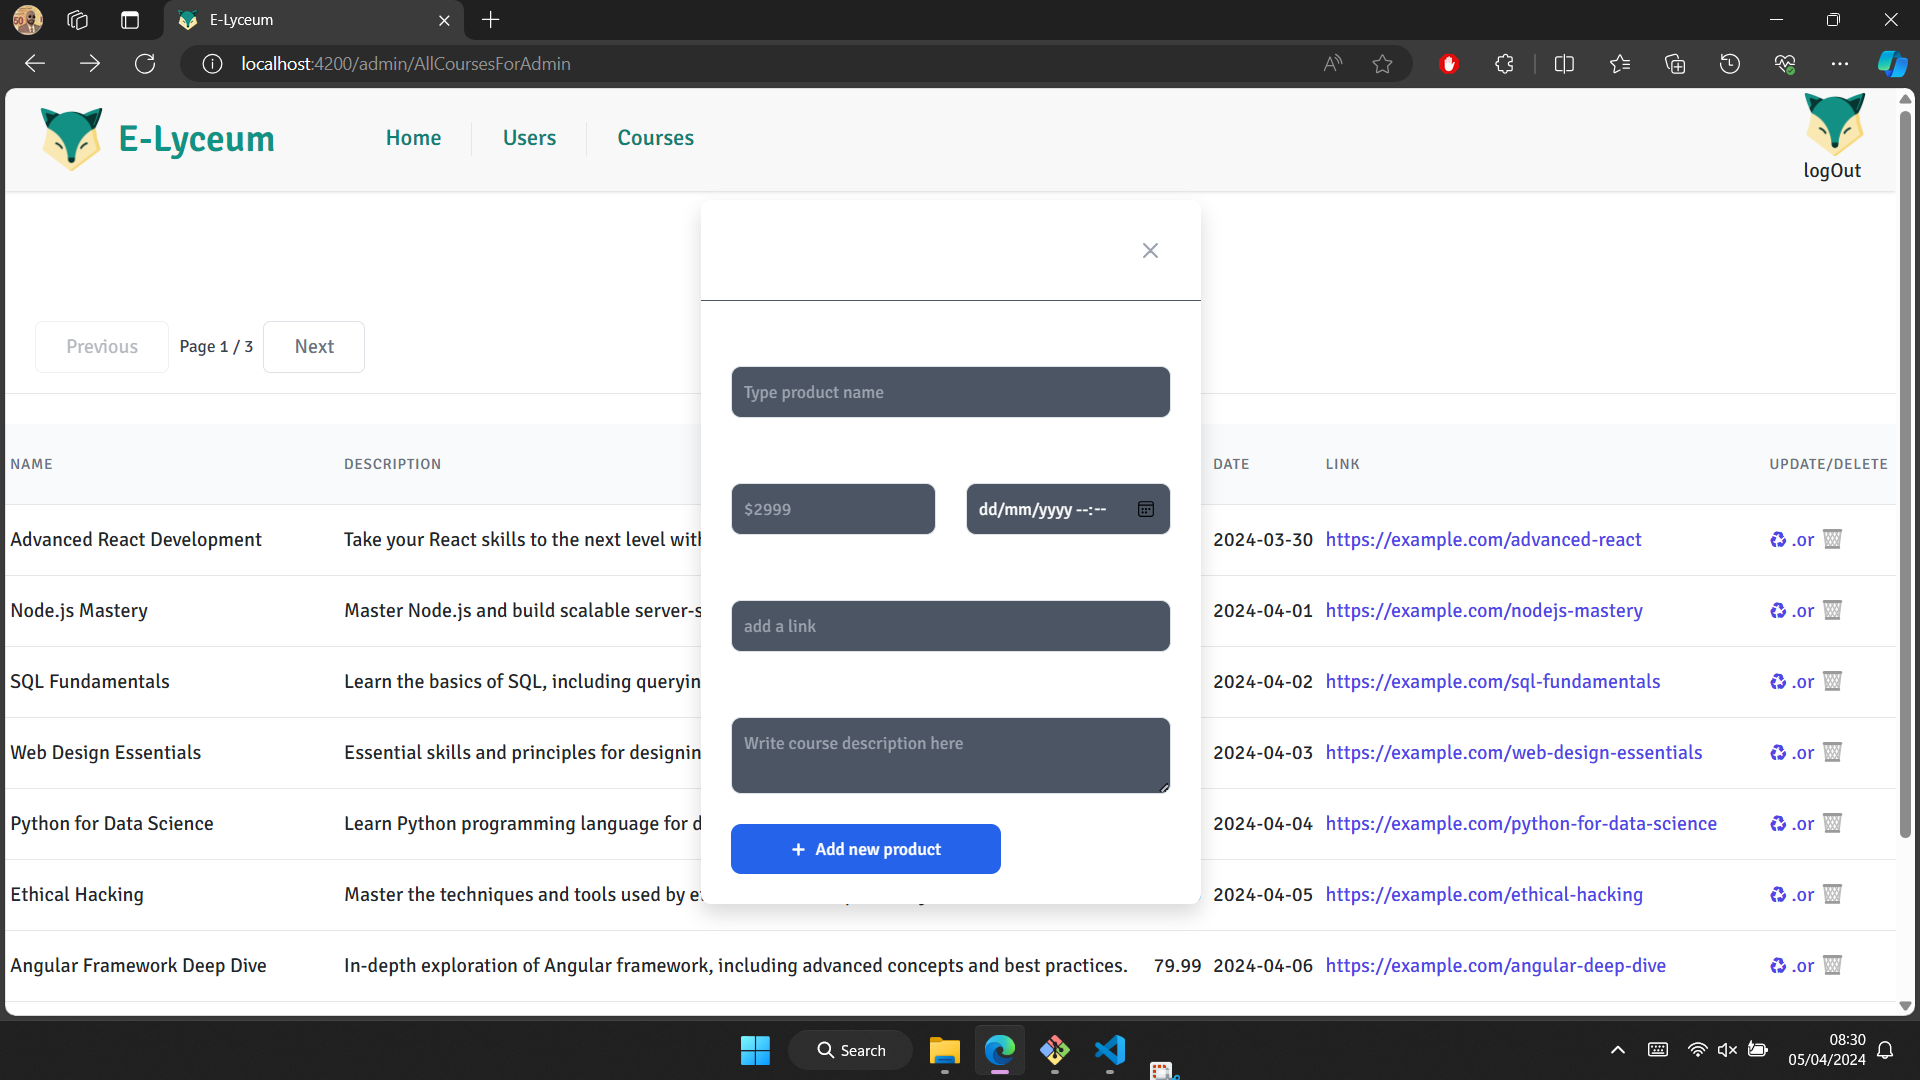 E-Lyceum
localhost:4200/admin/AllCoursesForAdmin
E-Lyceum
Home
Users
Courses
logOut
Previous
Page 1 / 3
Next
Type product name
$2999
dd/mm/yyyy --:--
add a link
Write course description here
+ Add new product
NAME DESCRIPTION DATE LINK UPDATE/DELETE
Advanced React Development Take your React skills to the next level with 2024-03-30 https://example.com/advanced-react .or
Node.js Mastery Master Node.js and build scalable server-s 2024-04-01 https://example.com/nodejs-mastery .or
SQL Fundamentals Learn the basics of SQL, including queryin 2024-04-02 https://example.com/sql-fundamentals .or
Web Design Essentials Essential skills and principles for designin 2024-04-03 https://example.com/web-design-essentials .or
Python for Data Science Learn Python programming language for d 2024-04-04 https://example.com/python-for-data-science .or
Ethical Hacking Master the techniques and tools used by e 2024-04-05 https://example.com/ethical-hacking .or
Angular Framework Deep Dive In-depth exploration of Angular framework, including advanced concepts and best practices. 79.99 2024-04-06 https://example.com/angular-deep-dive .or
Search
08:30
05/04/2024